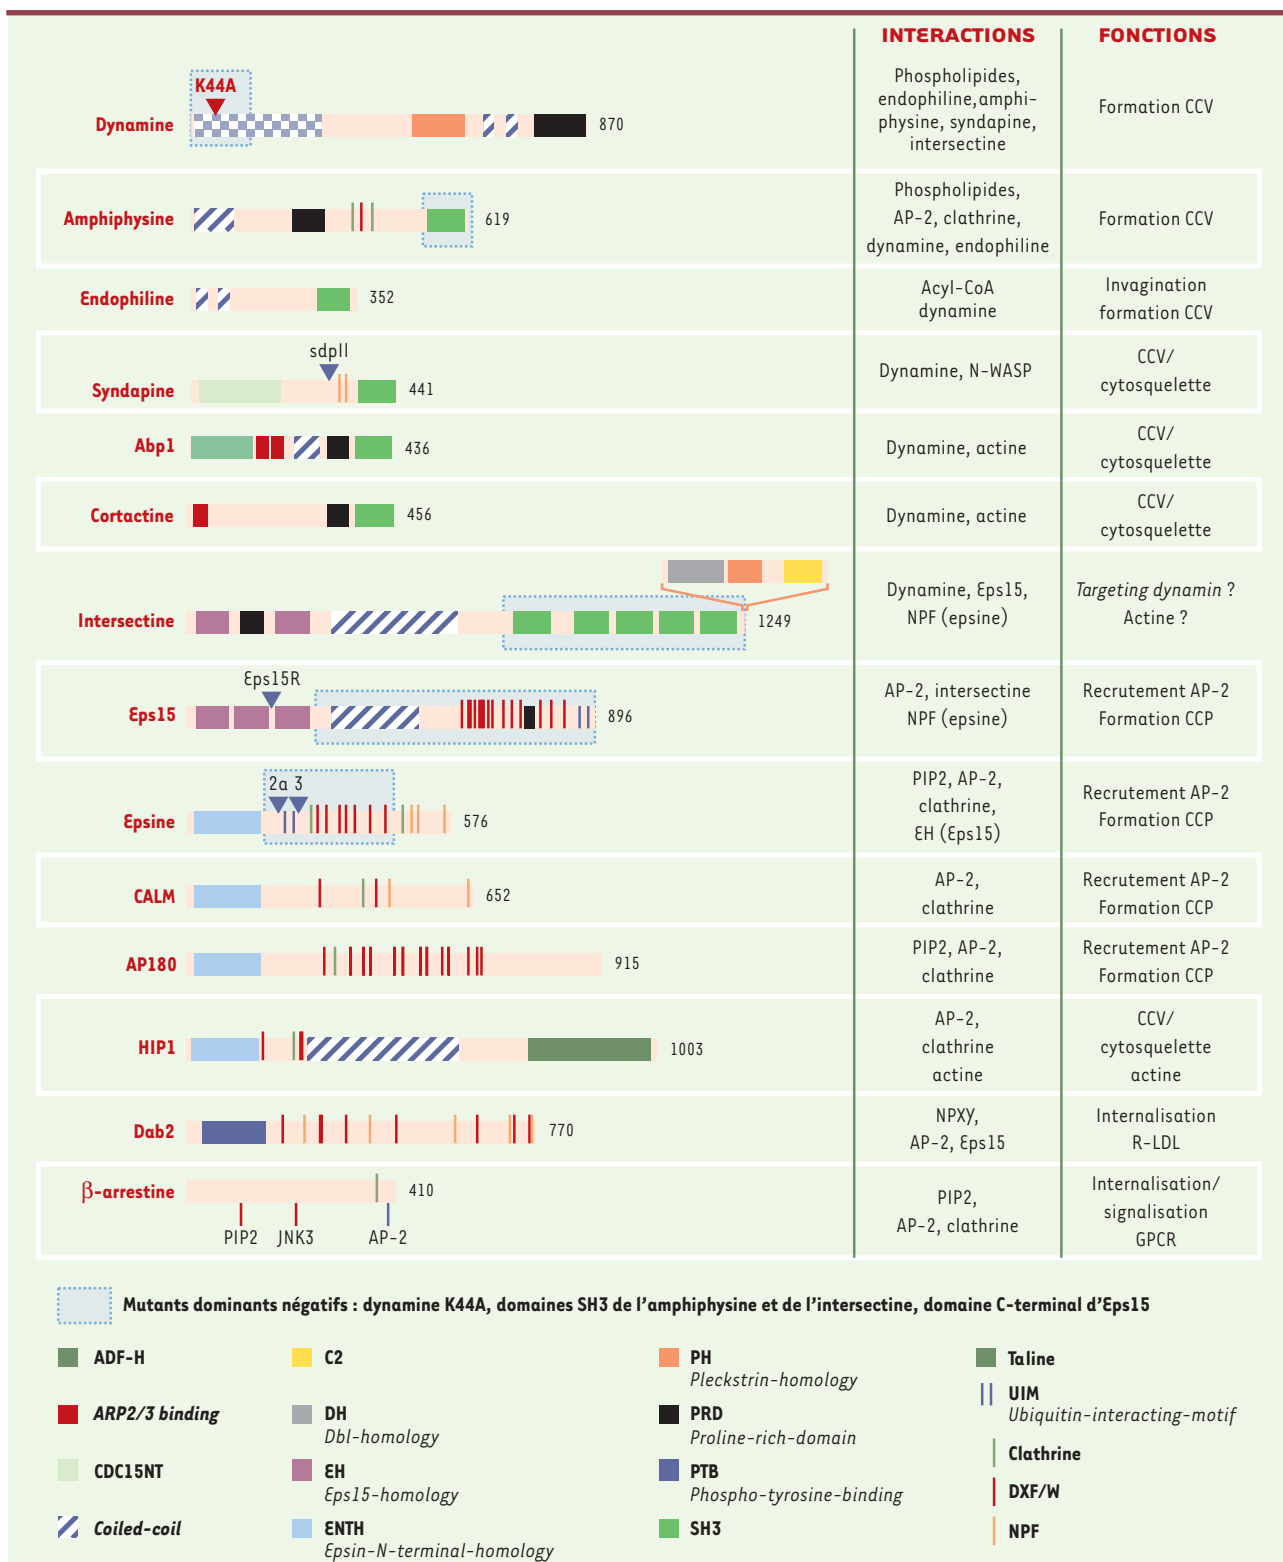 INTERACTIONS
FONCTIONS
K44A
Dynamine
870
Phospholipides,
endophiline,amphi-
physine, syndapine,
intersectine
Formation CCV
Amphiphysine
619
Phospholipides,
AP-2, clathrine,
dynamine, endophiline
Formation CCV
Endophiline
352
Acyl-CoA
dynamine
Invagination
formation CCV
sdpII
Syndapine
441
Dynamine, N-WASP
CCV/
cytosquelette
Abp1
436
Dynamine, actine
CCV/
cytosquelette
Cortactine
456
Dynamine, actine
CCV/
cytosquelette
Intersectine
1249
Dynamine, Eps15,
NPF (epsine)
Targeting dynamin ?
Actine ?
Eps15R
Eps15
896
AP-2, intersectine
NPF (epsine)
Recrutement AP-2
Formation CCP
2a 3
Epsine
576
PIP2, AP-2,
clathrine,
EH (Eps15)
Recrutement AP-2
Formation CCP
CALM
652
AP-2,
clathrine
Recrutement AP-2
Formation CCP
AP180
915
PIP2, AP-2,
clathrine
Recrutement AP-2
Formation CCP
HIP1
1003
AP-2,
clathrine
actine
CCV/
cytosquelette
actine
Dab2
770
NPXY,
AP-2, Eps15
Internalisation
R-LDL
β-arrestine
410
PIP2
JNK3
AP-2
PIP2,
AP-2, clathrine
Internalisation/
signalisation
GPCR
Mutants dominants négatifs : dynamine K44A, domaines SH3 de l'amphiphysine et de l'intersectine, domaine C-terminal d'Eps15
ADF-H
ARP2/3 binding
CDC15NT
Coiled-coil
C2
DH
Dbl-homology
EH
Eps15-homology
ENTH
Epsin-N-terminal-homology
PH
Pleckstrin-homology
PRD
Proline-rich-domain
PTB
Phospho-tyrosine-binding
SH3
Taline
UIM
Ubiquitin-interacting-motif
Clathrine
DXF/W
NPF